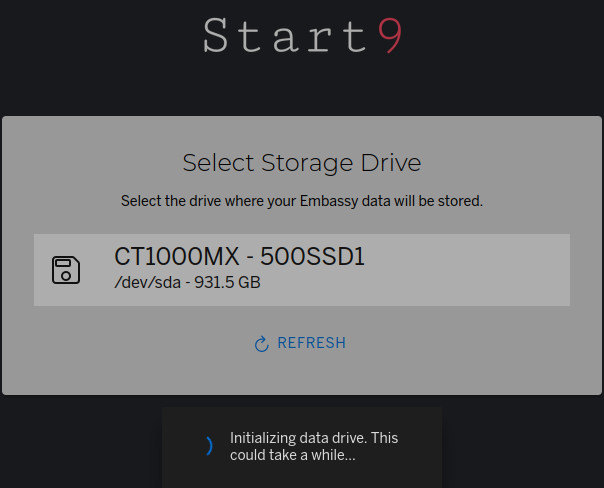 Start9
Select Storage Drive
Select the drive where your Embassy data will be stored.
CT1000MX - 500SSD1
/dev/sda - 931.5 GB
REFRESH
Initializing data drive. This
could take a while...